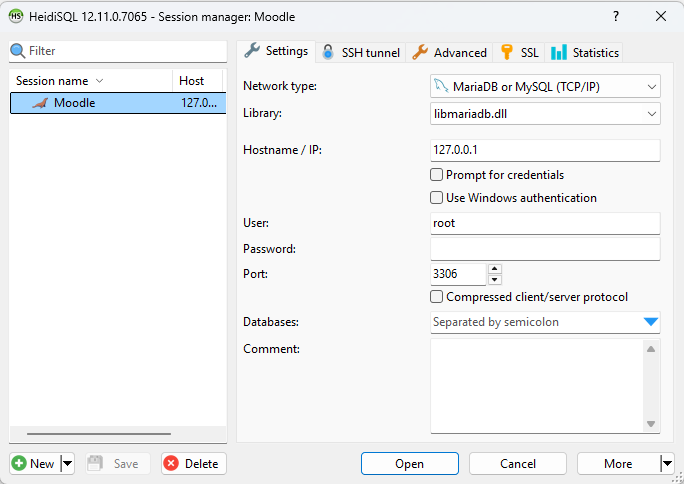 HeidiSQL 12.11.0.7065 - Session manager: Moodle
Filter
Session name Host
Moodle 127.0...
Settings SSH tunnel Advanced SSL Statistics
Network type: MariaDB or MySQL (TCP/IP)
Library: libmariadb.dll
Hostname / IP: 127.0.0.1
Prompt for credentials
Use Windows authentication
User: root
Password:
Port: 3306
Compressed client/server protocol
Databases: Separated by semicolon
Comment:
New Save Delete Open Cancel More